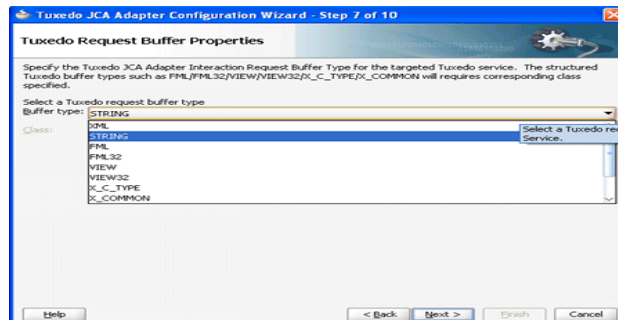 Tuxedo JCA Adapter Configuration Wizard - Step 7 of 10
Tuxedo Request Buffer Properties
Specify the Tuxedo JCA Adapter Interaction Request Buffer Type for the targeted Tuxedo service. The structured
Tuxedo buffer types such as FML/FML32/VIEW/VIEW32/X_C_TYPE/X_COMMON will requires corresponding class
specified.
Select a Tuxedo request buffer type
Buffer type: STRING
Class:
XML
STRING
Select a Tuxedo re
Service.
FML
FML32
VIEW
VIEW32
X_C_TYPE
X_COMMON
Help
< Back
Next >
Finish
Cancel